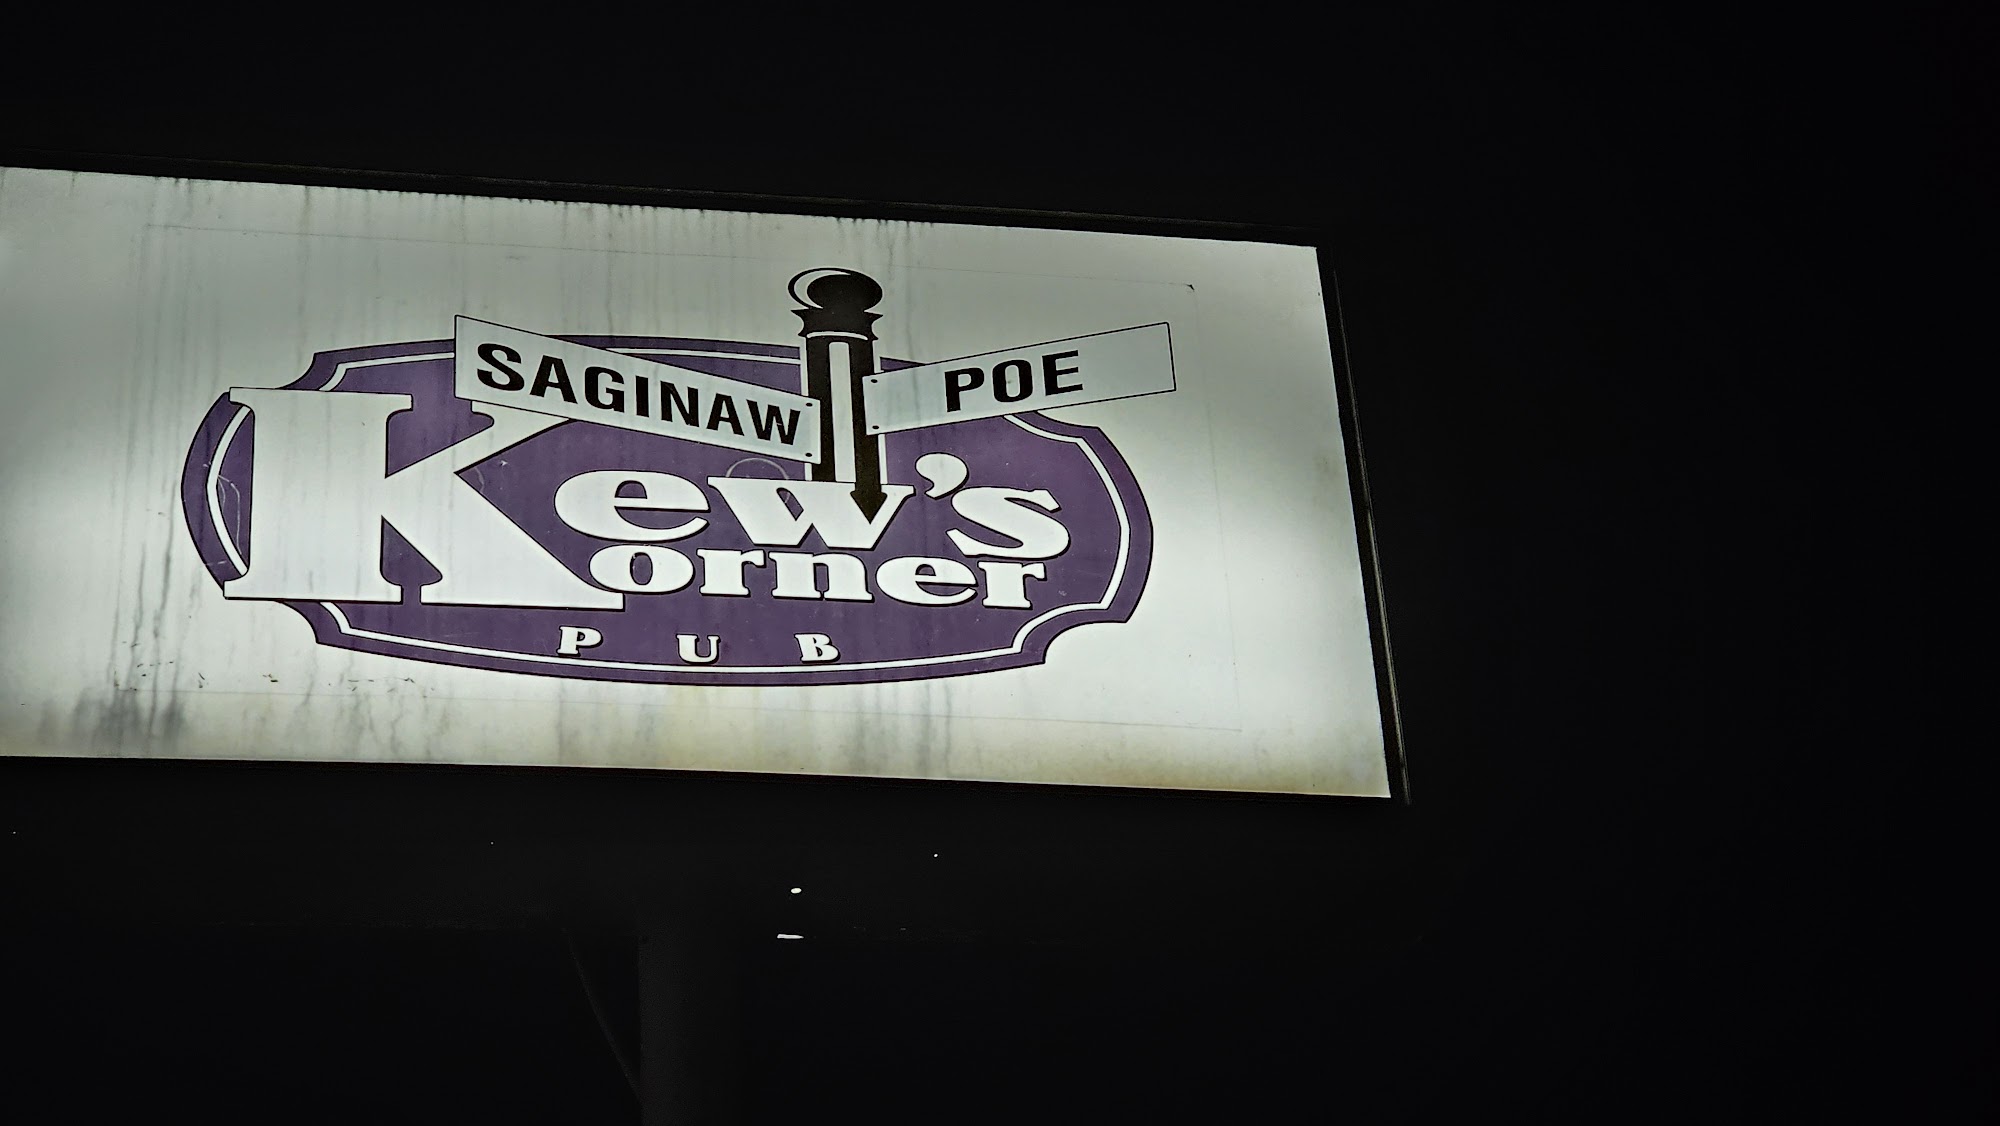 SAGINAW POE
Kew's
Korner
PUB